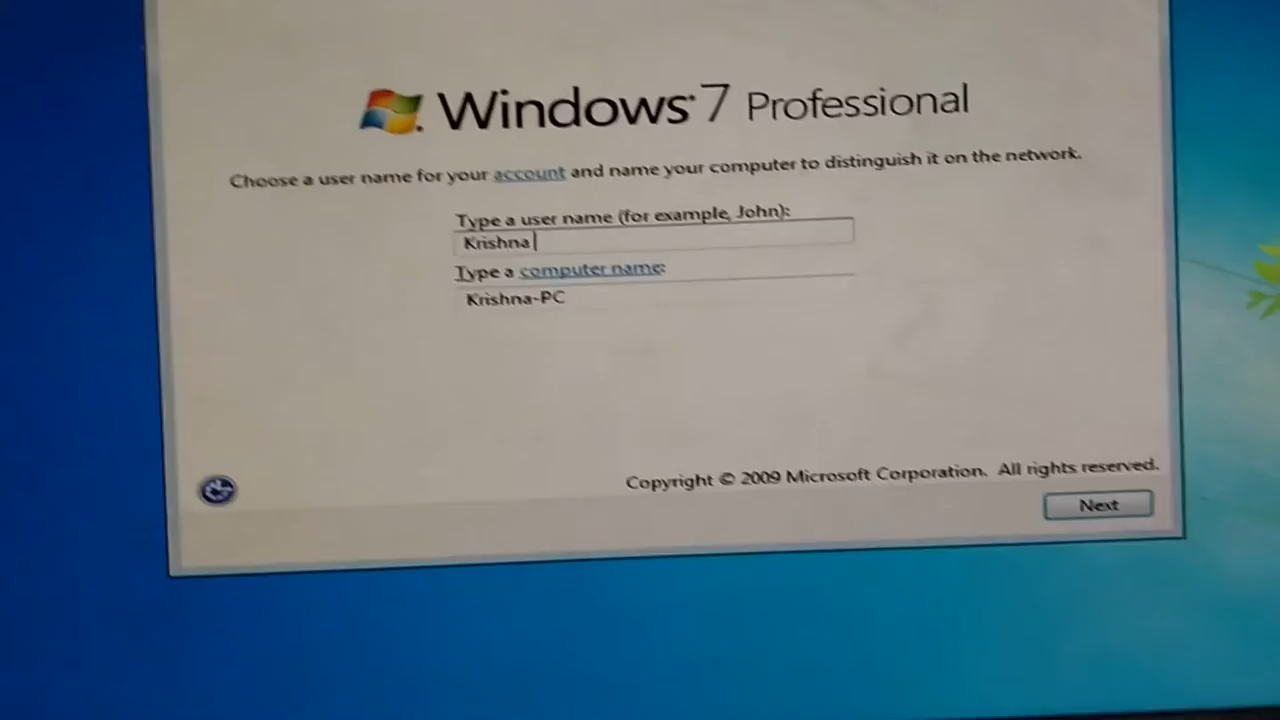 Windows 7 Professional
Choose a user name for your account and name your computer to distinguish it on the network.
Type a user name (for example, John):
Krishna
Type a computer name:
Krishna-PC
Copyright © 2009 Microsoft Corporation. All rights reserved.
Next